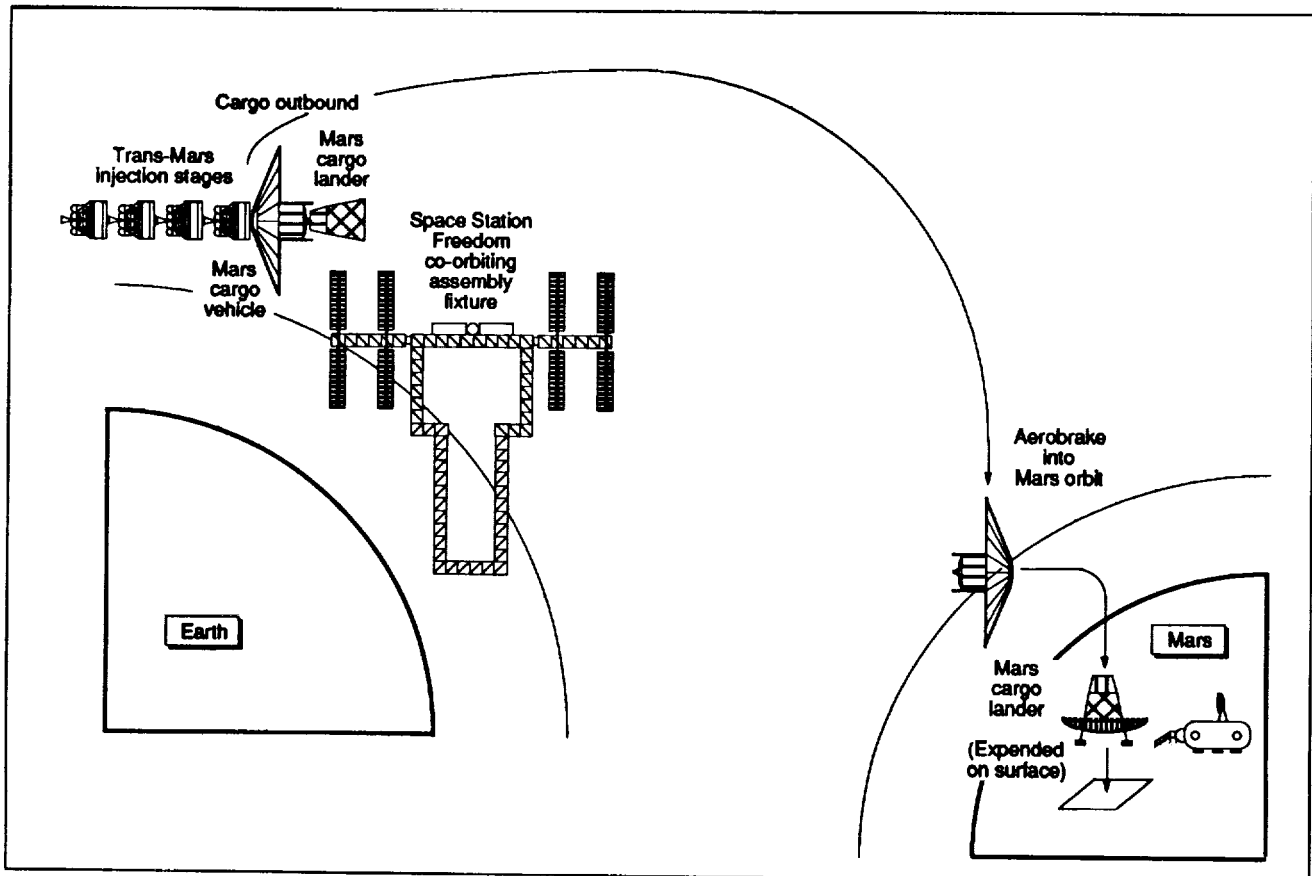 Cargo outbound
Trans-Mars
injection stages
Mars
cargo
lander
Mars
cargo
vehicle
Space Station
Freedom
co-orbiting
assembly
fixture
Earth
Aerobrake
into
Mars orbit
Mars
Mars
cargo
lander
(Expended
on surface)